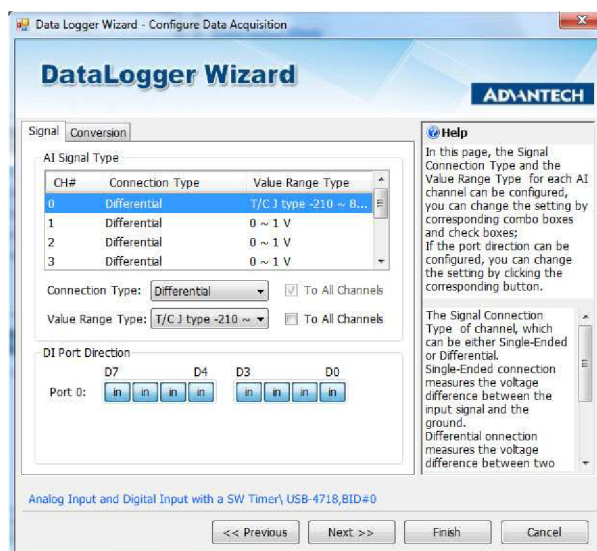 Data Logger Wizard - Configure Data Acquisition
DataLogger Wizard
ADVANTECH
Signal
Conversion
AI Signal Type
CH# Connection Type Value Range Type
0 Differential T/C J type -210 ~ 8...
1 Differential 0 ~ 1 V
2 Differential 0 ~ 1 V
3 Differential 0 ~ 1 V
Connection Type: Differential To All Channels
Value Range Type: T/C J type -210 ~ To All Channels
DI Port Direction
D7 D4 D3 D0
Port 0: in in in in in in in in
Help
In this page, the Signal
Connection Type and the
Value Range Type for each AI
channel can be configured,
you can change the setting by
corresponding combo boxes
and check boxes;
If the port direction can be
configured, you can change
the setting by clicking the
corresponding button.
The Signal Connection
Type of channel, which
can be either Single-Ended
or Differential.
Single-Ended connection
measures the voltage
difference between the
input signal and the
ground.
Differential onnection
measures the voltage
difference between two
Analog Input and Digital Input with a SW Timer\ USB-4718,BID#0
<< Previous
Next >>
Finish
Cancel